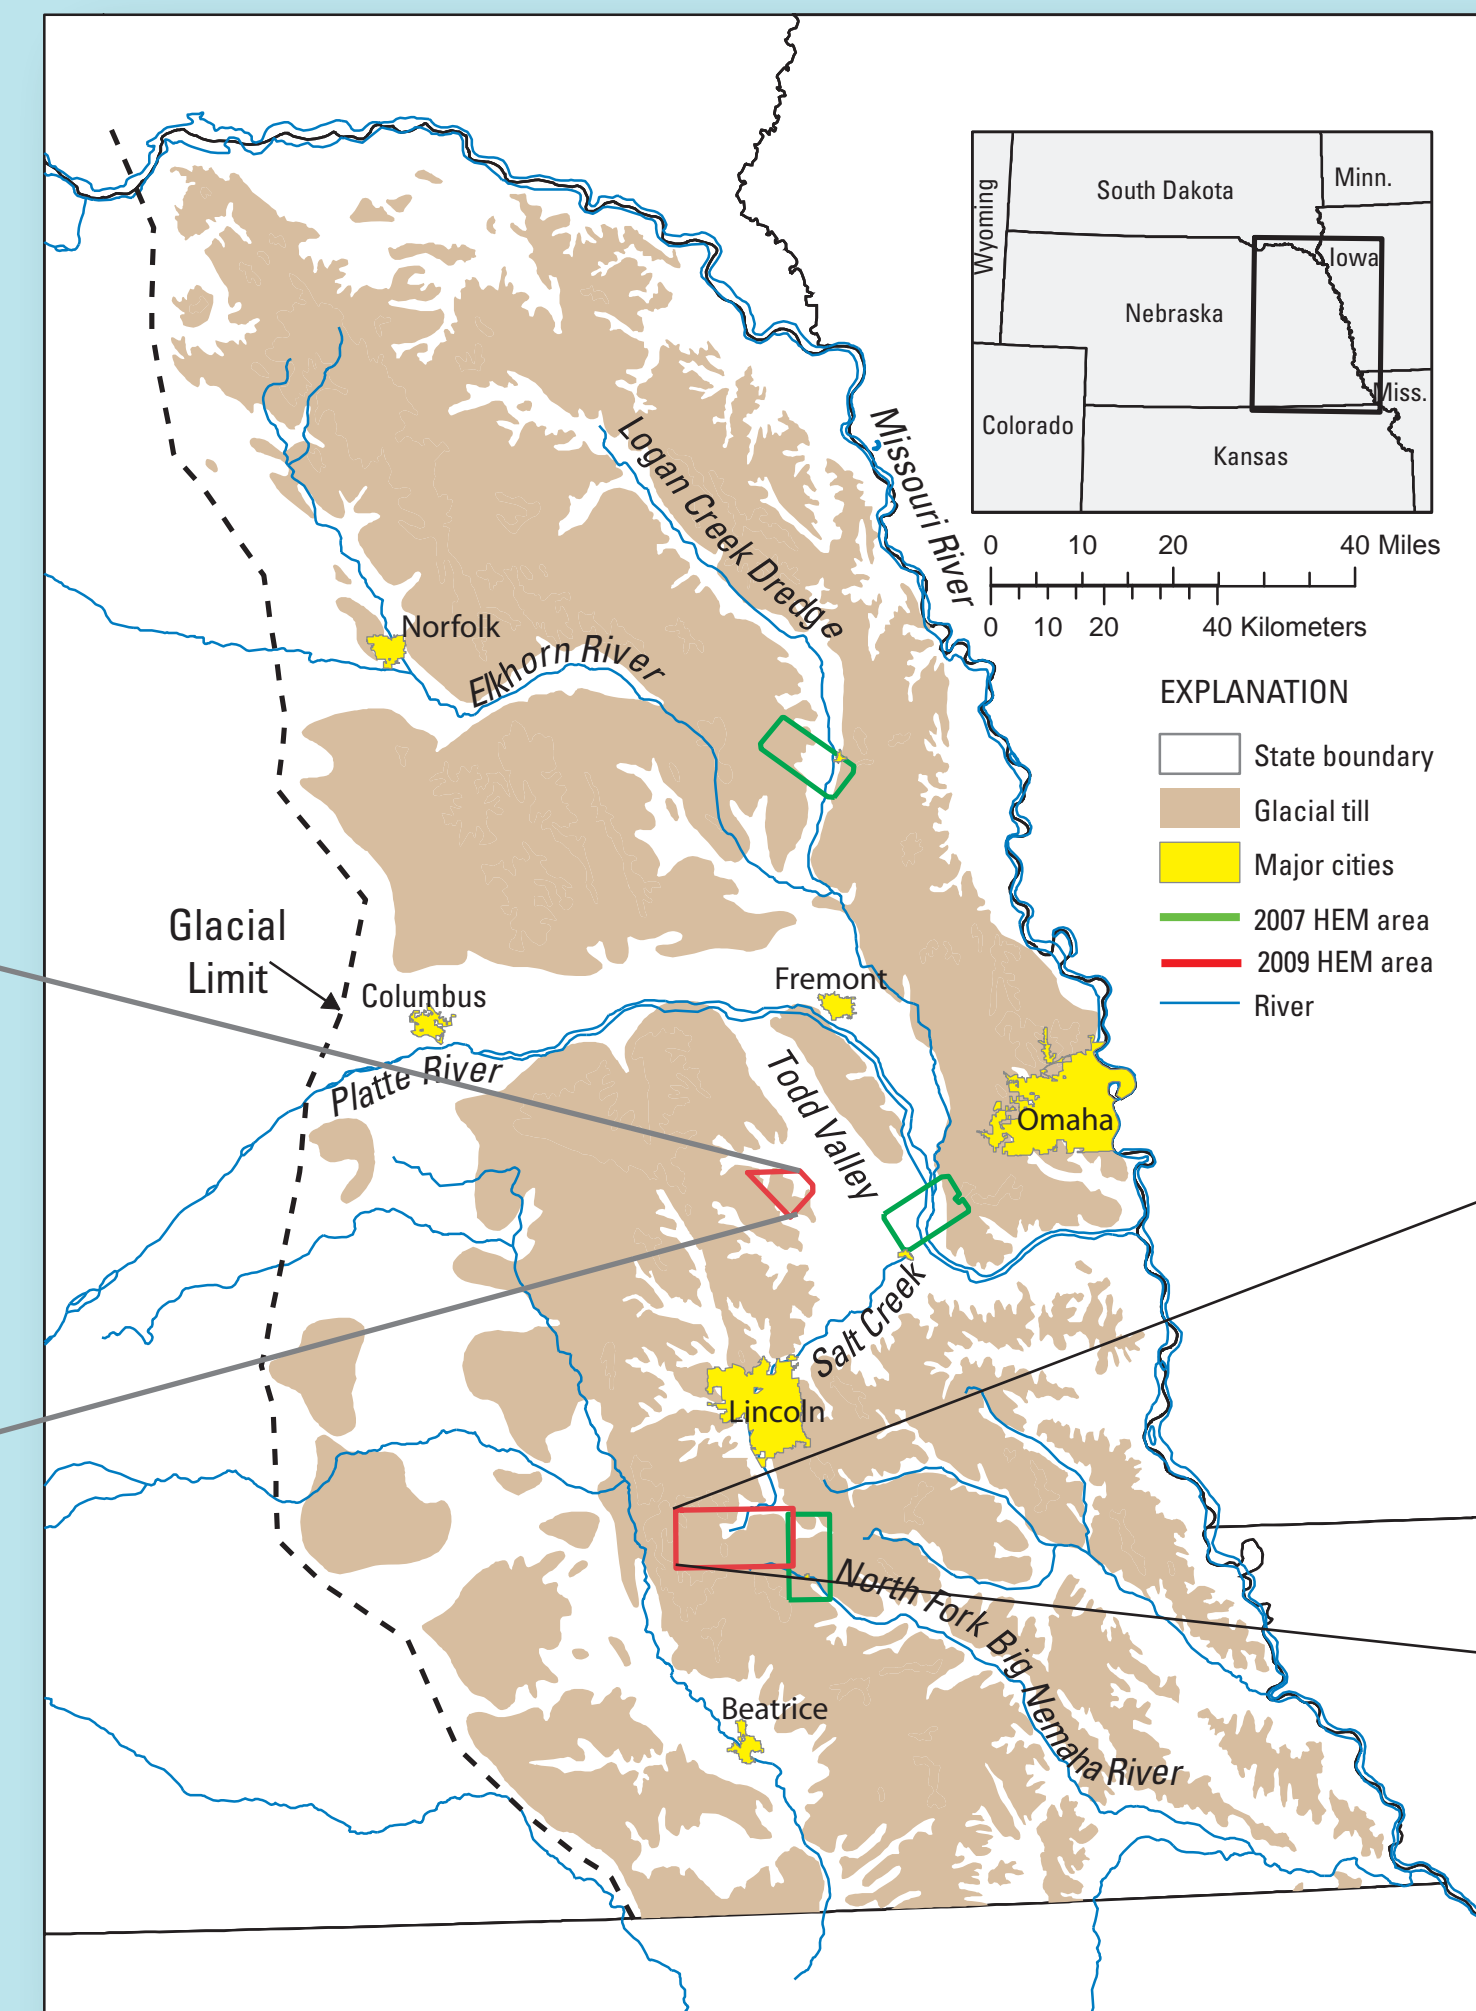 Wyoming
South Dakota
Minn.
Iowa
Nebraska
Miss.
Colorado
Kansas
0 10 20 40 Miles
0 10 20 40 Kilometers
EXPLANATION
State boundary
Glacial till
Major cities
2007 HEM area
2009 HEM area
River
Missouri River
Logan Creek Dredge
Norfolk
Elkhorn River
Glacial
Limit
Columbus
Fremont
Platte River
Todd Valley
Omaha
Salt Creek
Lincoln
North Fork Big Nemaha River
Beatrice